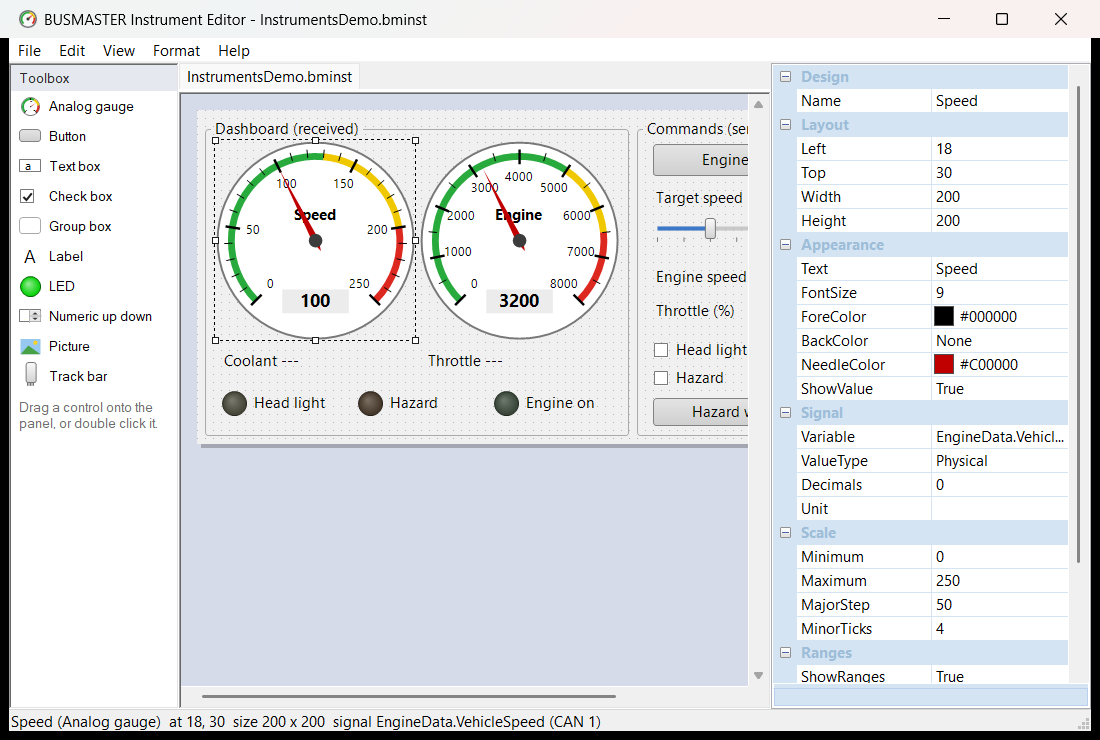 BUSMASTER Instrument Editor - InstrumentsDemo.bminst
File Edit View Format Help
Toolbox
Analog gauge
Button
a Text box
Check box
Group box
A Label
LED
Numeric up down
Picture
Track bar
Drag a control onto the
panel, or double click it.
InstrumentsDemo.bminst
Dashboard (received)
0 50 100 150 200 250
Speed
100
0 1000 2000 3000 4000 5000 6000 7000 8000
Engine
3200
Coolant ---
Throttle ---
Head light
Hazard
Engine on
Commands (ser
Engine
Target speed
Engine speed
Throttle (%)
Head light
Hazard
Hazard w
Design
Name Speed
Layout
Left 18
Top 30
Width 200
Height 200
Appearance
Text Speed
FontSize 9
ForeColor #000000
BackColor None
NeedleColor #C00000
ShowValue True
Signal
Variable EngineData.Vehicl...
ValueType Physical
Decimals 0
Unit
Scale
Minimum 0
Maximum 250
MajorStep 50
MinorTicks 4
Ranges
ShowRanges True
Speed (Analog gauge) at 18, 30 size 200 x 200 signal EngineData.VehicleSpeed (CAN 1)